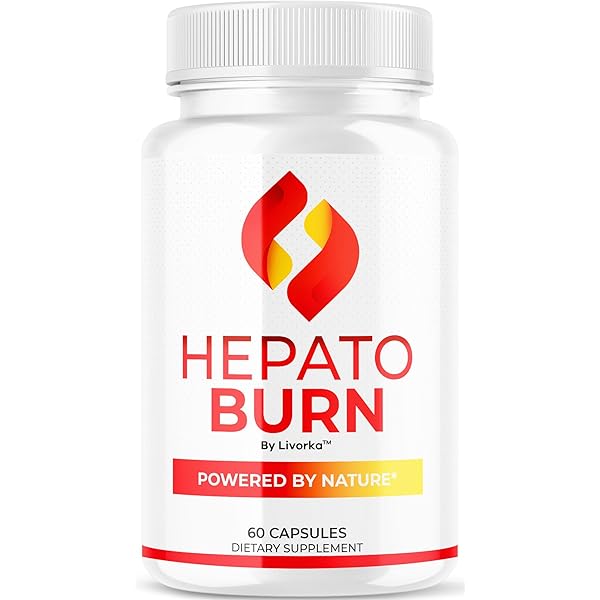 HEPATO
BURN
By Livorka™
POWERED BY NATURE®
60 CAPSULES
DIETARY SUPPLEMENT